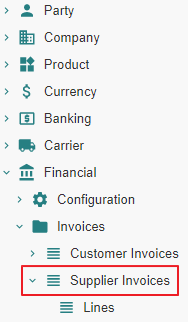 Party
Company
Product
Currency
Banking
Carrier
Financial
Configuration
Invoices
Customer Invoices
Supplier Invoices
Lines